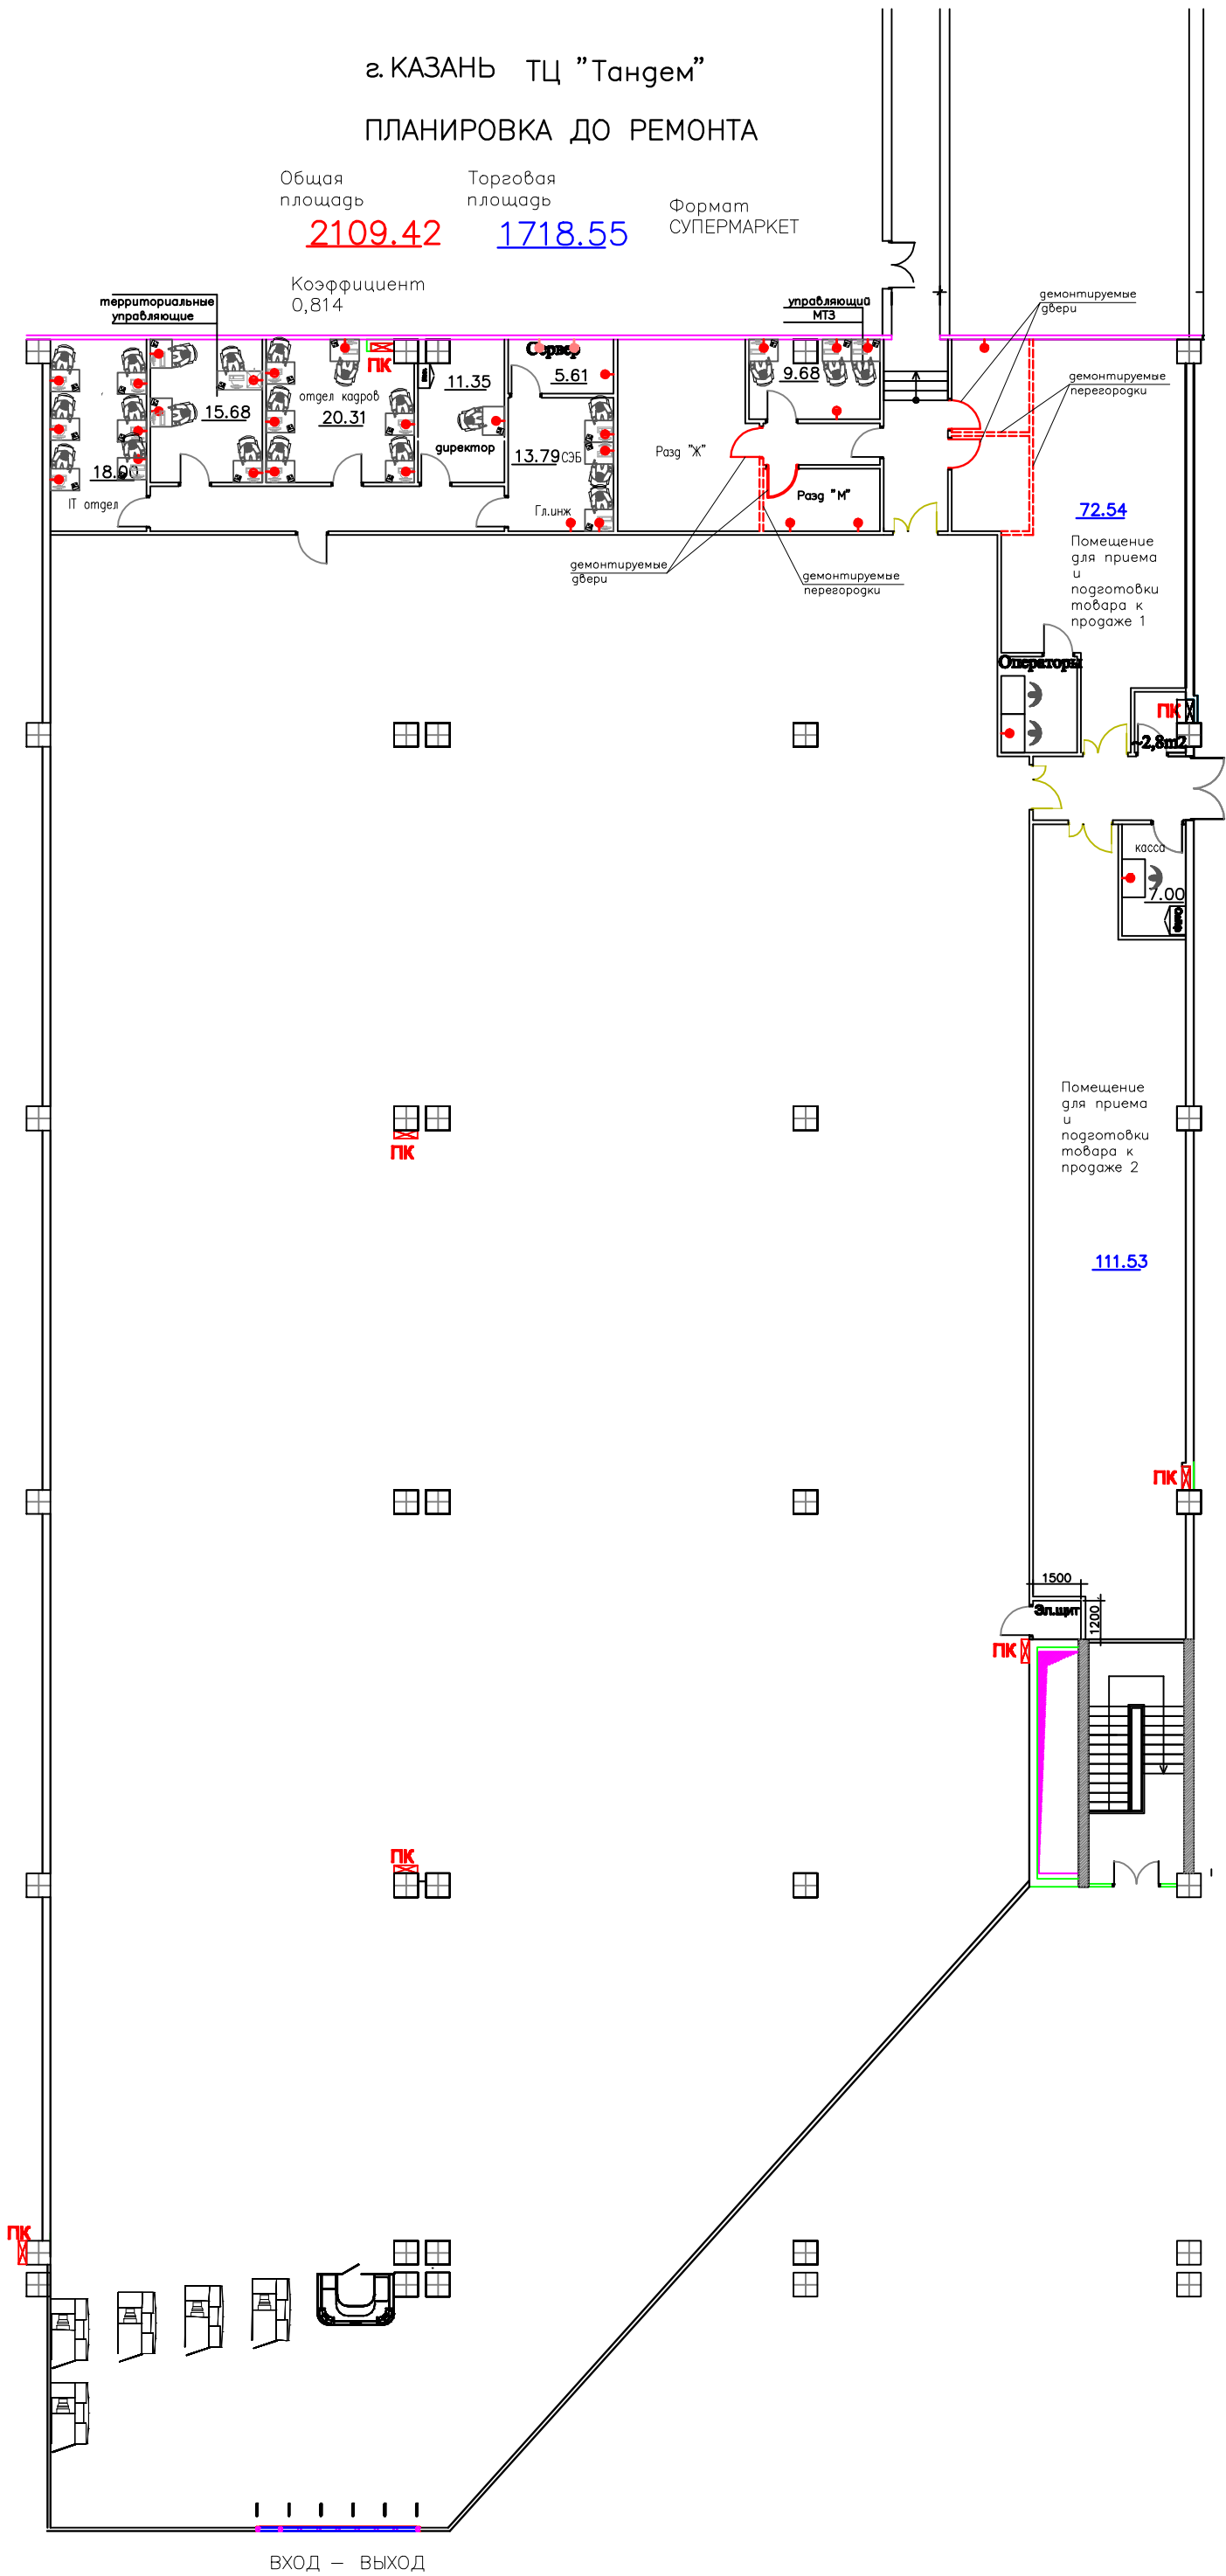 г. КАЗАНЬ ТЦ "Тандем"
ПЛАНИРОВКА ДО РЕМОНТА
Общая
площадь
2109.42
Торговая
площадь
1718.55
Формат
СУПЕРМАРКЕТ
Коэффициент
0,814
территориальные
управляющие
управляющий
МТЗ
демонтируемые
двери
Сервер
ПК
11.35
5.61
9.68
демонтируемые
перегородки
отдел кадров
15.68
20.31
директор
13.79
СЭБ
Разд "Ж"
18.00
IT отдел
Гл.инж
Разд "М"
72.54
Помещение
для приема
и
подготовки
товара к
продаже 1
демонтируемые
двери
демонтируемые
перегородки
Операторы
ПК
~2,8m2
касса
7.00
Сейф
Помещение
для приема
и
подготовки
товара к
продаже 2
ПК
111.53
ПК
1500
Эл.щит
1200
ПК
ПК
ПК
ВХОД – ВЫХОД